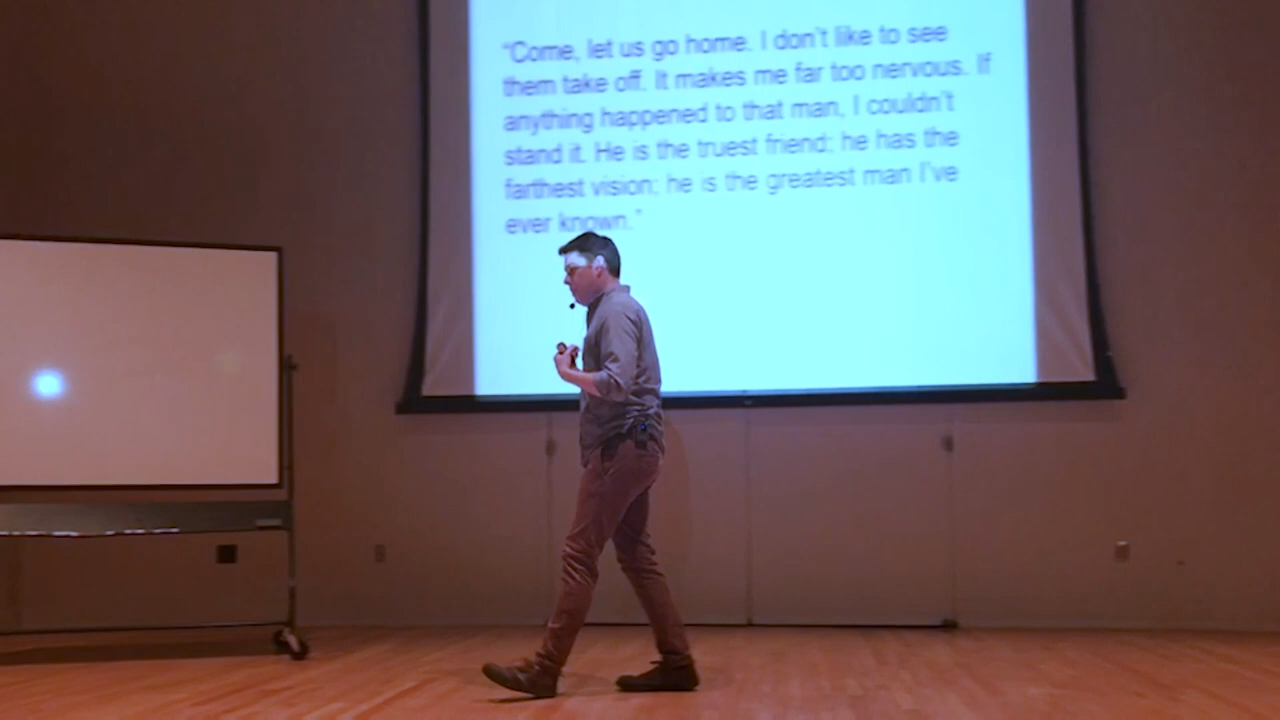 “Come, let us go home. I don’t like to see
them take off. It makes me far too nervous. If
anything happened to that man, I couldn’t
stand it. He is the truest friend; he has the
farthest vision; he is the greatest man I’ve
ever known.”